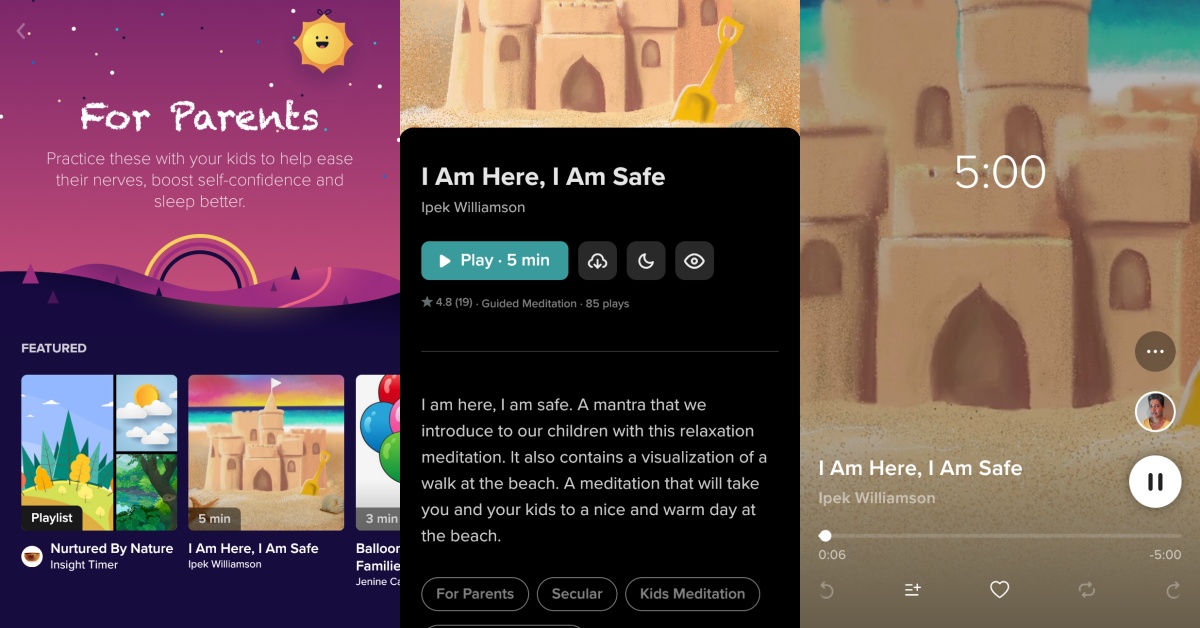 For Parents
Practice these with your kids to help ease
their nerves, boost self-confidence and
sleep better.
FEATURED
Playlist
5 min
3 min
Nurtured By Nature
Insight Timer
I Am Here, I Am Safe
Ipek Williamson
Balloon
Familie
Jenine Ca
I Am Here, I Am Safe
Ipek Williamson
Play · 5 min
4.8 (19) · Guided Meditation · 85 plays
I am here, I am safe. A mantra that we
introduce to our children with this relaxation
meditation. It also contains a visualization of a
walk at the beach. A meditation that will take
you and your kids to a nice and warm day at
the beach.
For Parents
Secular
Kids Meditation
5:00
I Am Here, I Am Safe
Ipek Williamson
0:06
-5:00